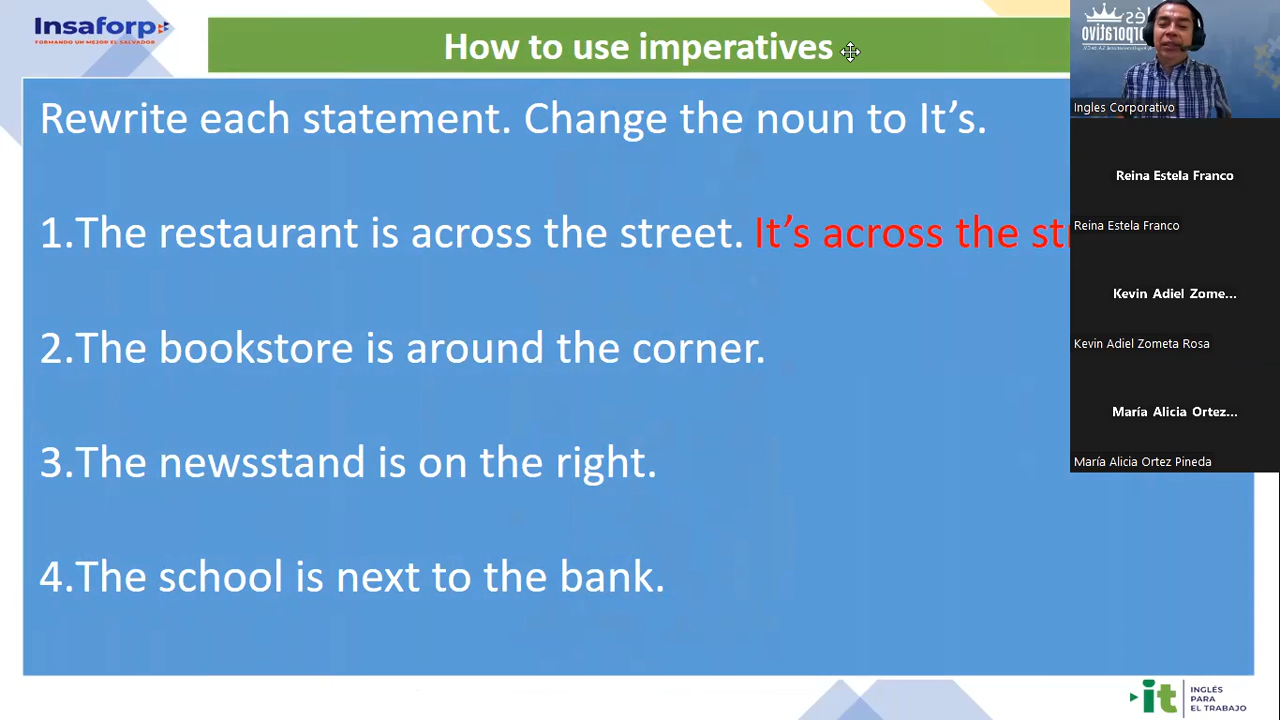 Insaforp
FORMANDO UN MEJOR EL SALVADOR
How to use imperatives
Rewrite each statement. Change the noun to It's.
1.The restaurant is across the street. It's across the
2.The bookstore is around the corner.
3.The newsstand is on the right.
4.The school is next to the bank.
Ingles Corporativo
Reina Estela Franco
Reina Estela Franco
Kevin Adiel Zome...
Kevin Adiel Zometa Rosa
María Alicia Ortez...
María Alicia Ortez Pineda
it
INGLÉS
PARA
EL TRABAJO